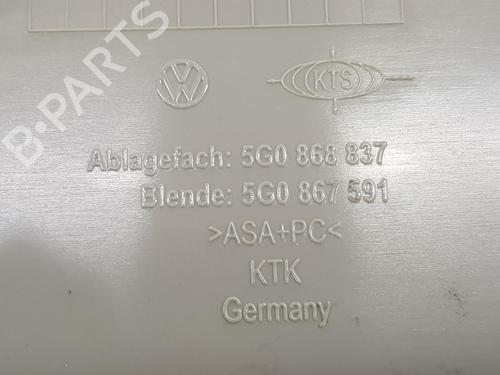 B-PARTS
KTS
Ablagefach: 5G0 868 837
Blende: 5G0 867 591
>ASA+PC<
KTK
Germany